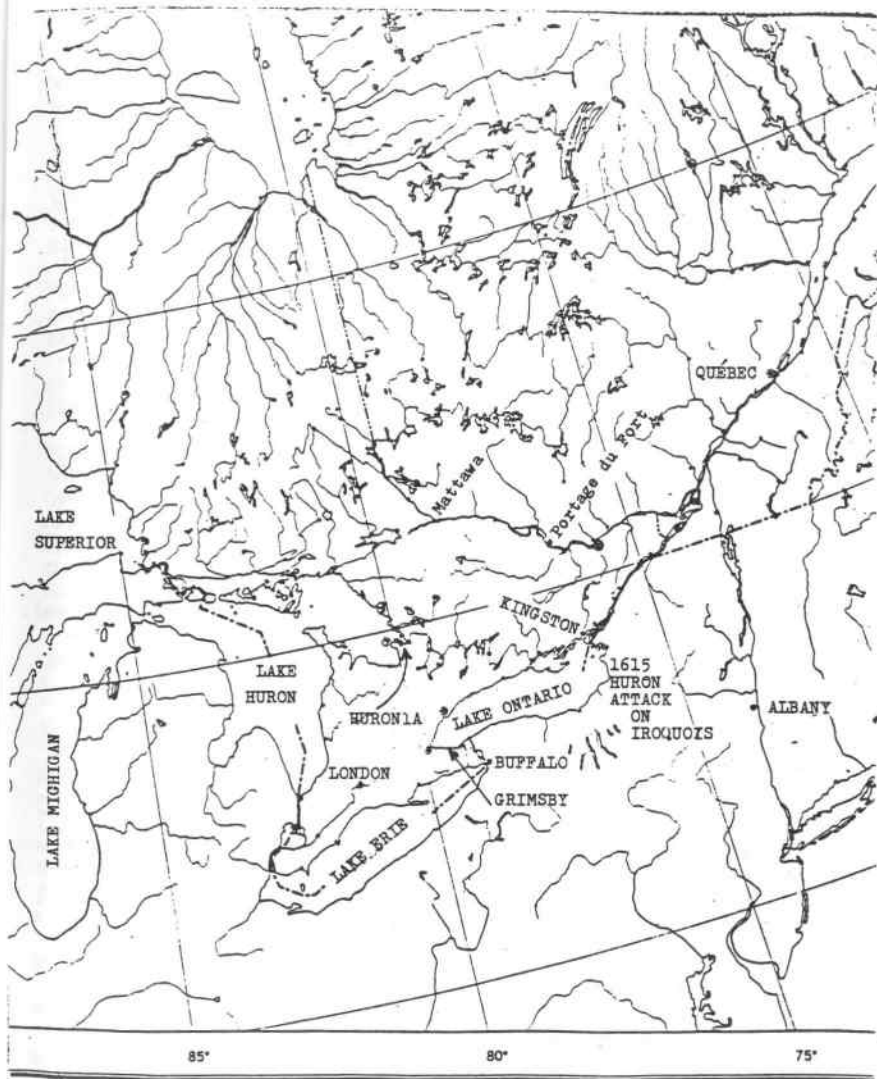 QUÉBEC
Portage du Fort
Mattawa
LAKE
SUPERIOR
KINGSTON
LAKE
HURON
1615
HURON
ATTACK
ON
IROQUOIS
HURONIA
LAKE ONTARIO
ALBANY
LAKE MICHIGAN
LONDON
BUFFALO
GRIMSBY
LAKE ERIE
85° 80° 75°